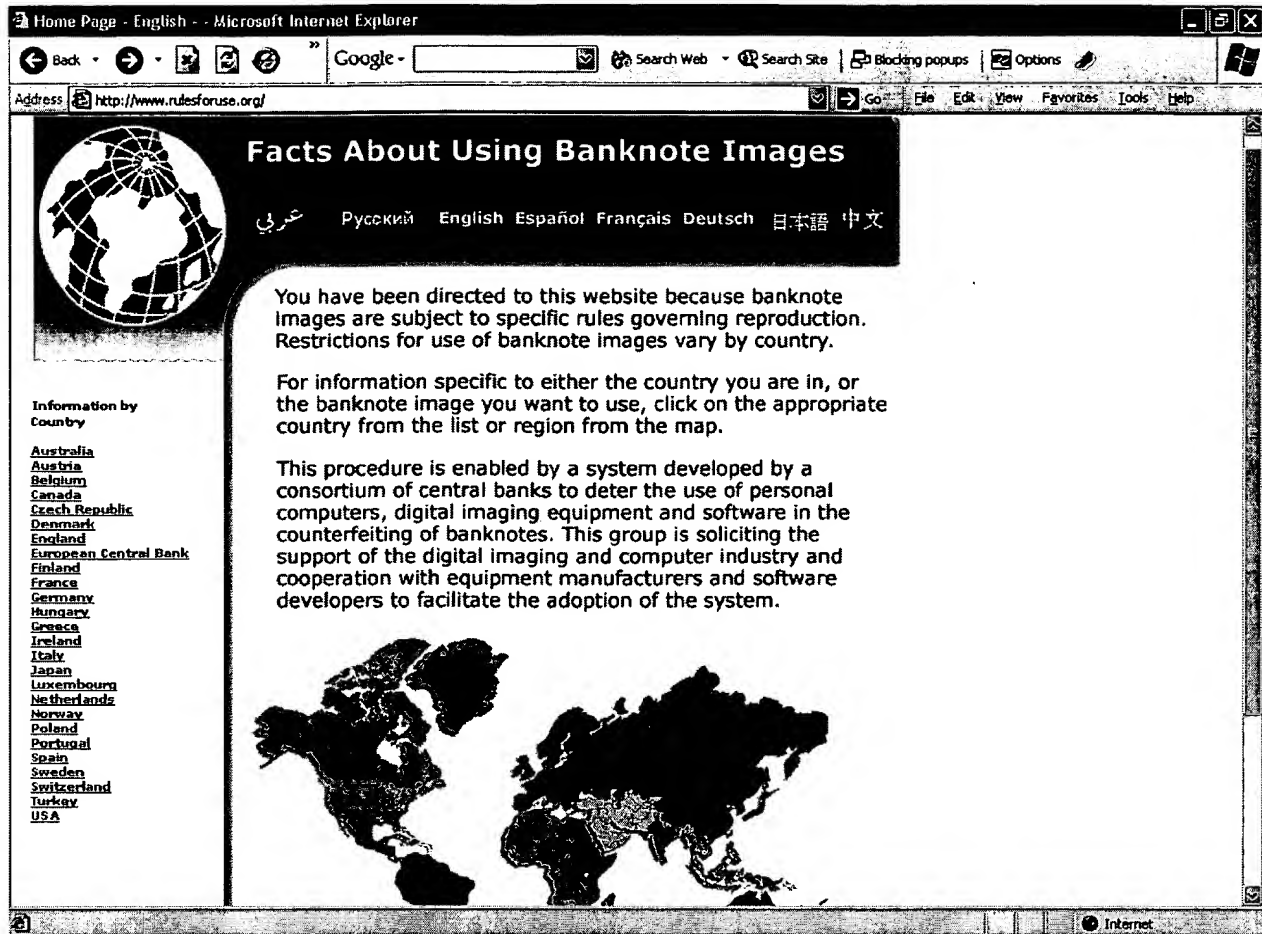 Home Page - English - - Microsoft Internet Explorer
Back
»
Google -
Search Web
Search Site
Blocking popups
Options
Address http://www.rulesforuse.org/
Go
File Edit View Favorites Tools Help
Facts About Using Banknote Images
عربي Русский English Español Français Deutsch 日本語 中文
You have been directed to this website because banknote
images are subject to specific rules governing reproduction.
Restrictions for use of banknote images vary by country.
For information specific to either the country you are in, or
the banknote image you want to use, click on the appropriate
country from the list or region from the map.
This procedure is enabled by a system developed by a
consortium of central banks to deter the use of personal
computers, digital imaging equipment and software in the
counterfeiting of banknotes. This group is soliciting the
support of the digital imaging and computer industry and
cooperation with equipment manufacturers and software
developers to facilitate the adoption of the system.
Information by
Country
Australia
Austria
Belgium
Canada
Czech Republic
Denmark
England
European Central Bank
Finland
France
Germany
Hungary
Greece
Ireland
Italy
Japan
Luxembourg
Netherlands
Norway
Poland
Portugal
Spain
Sweden
Switzerland
Turkey
USA
Internet